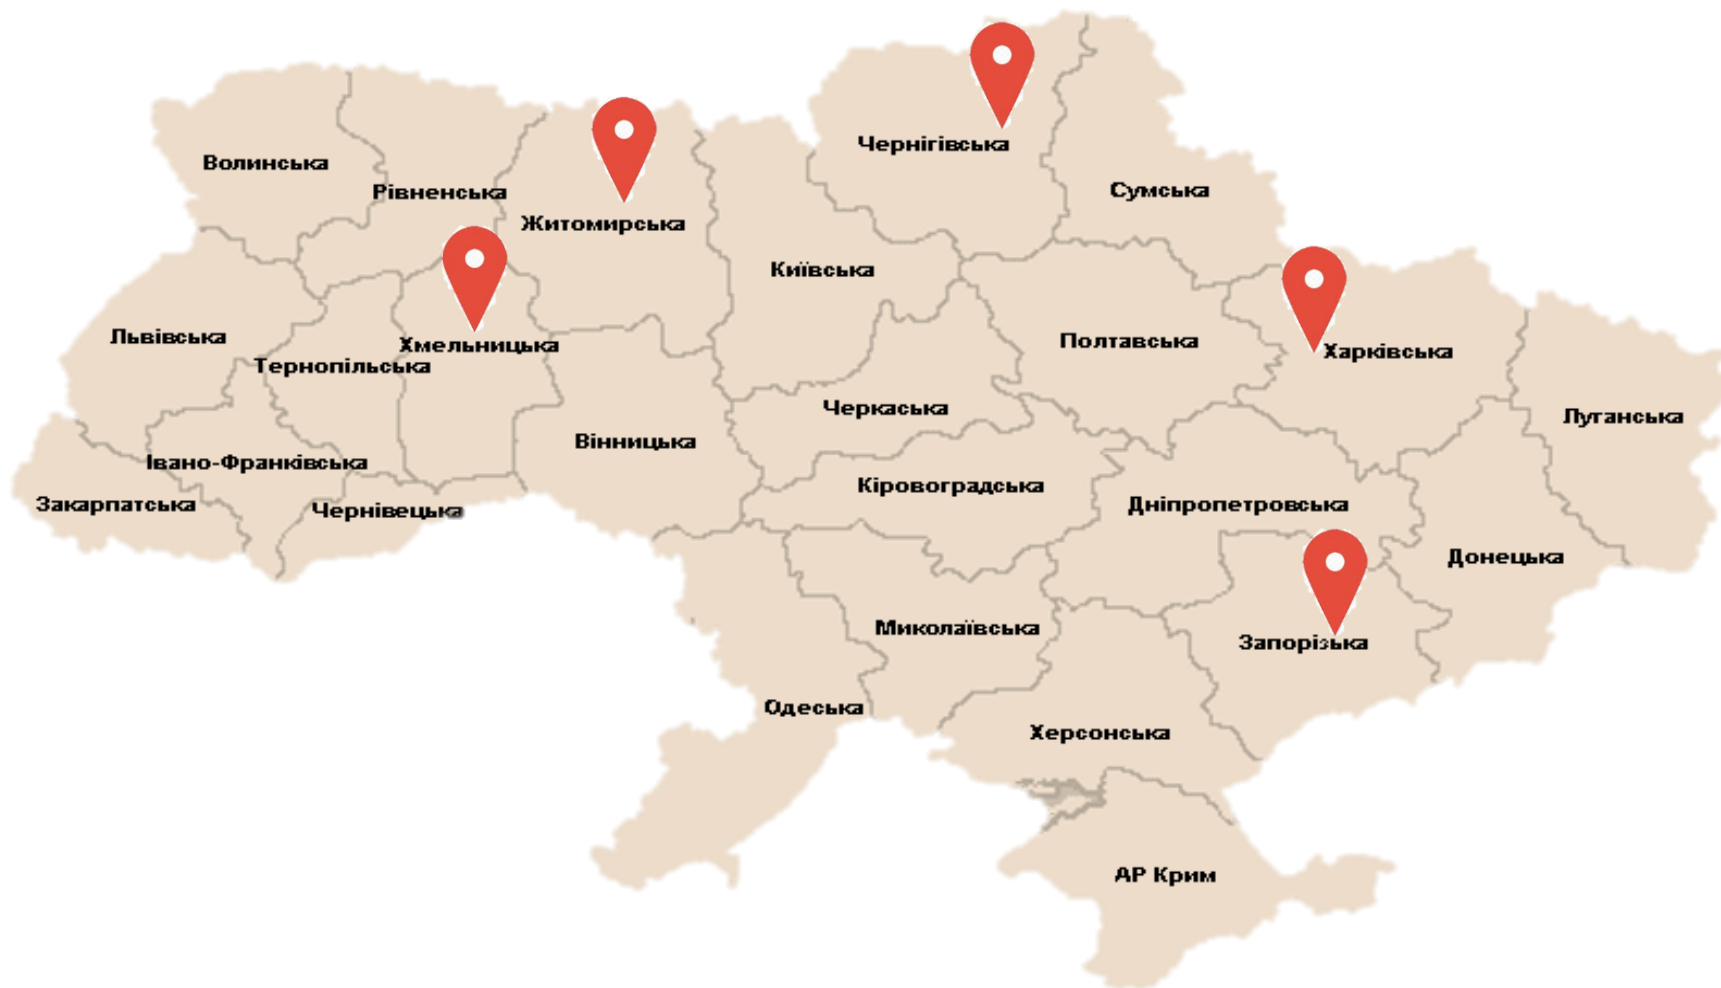 Чернігівська
Волинська
Рівненська
Сумська
Житомирська
Київська
Львівська
Хмельницька
Полтавська
Харківська
Тернопільська
Черкаська
Луганська
Вінницька
Івано-Франківська
Кіровоградська
Закарпатська
Чернівецька
Дніпропетровська
Донецька
Миколаївська
Запорізька
Одеська
Херсонська
АР Крим